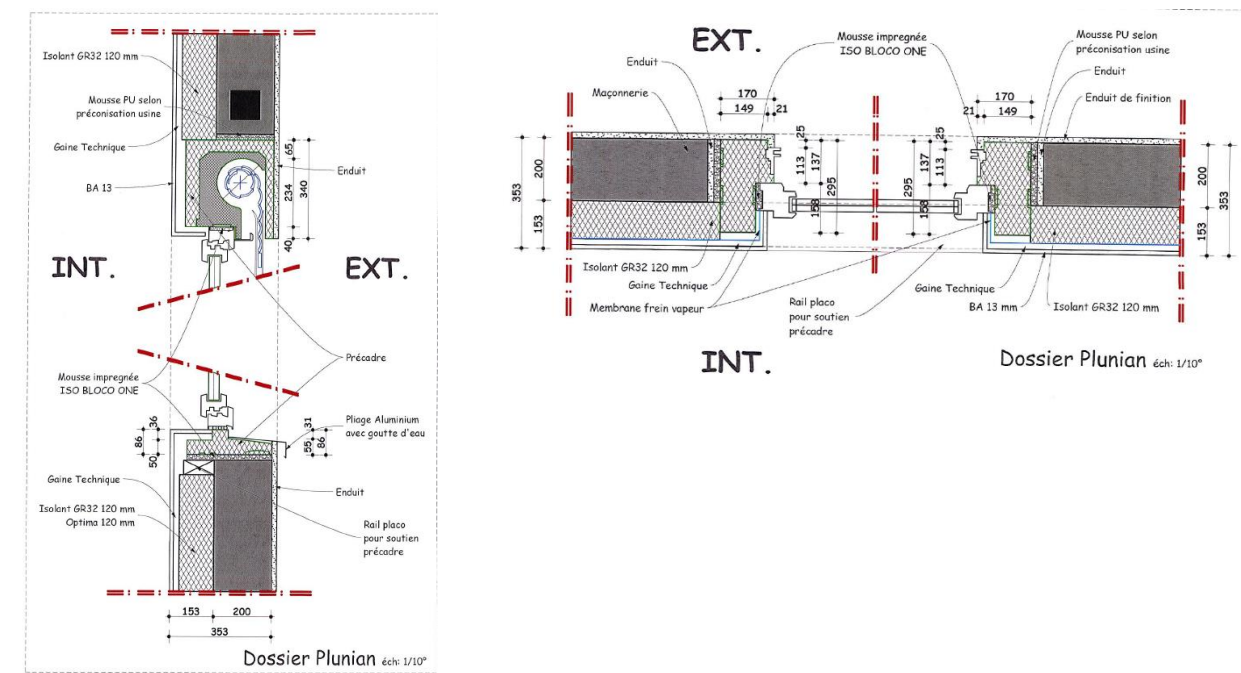 Isolant GR32 120 mm
Mousse PU selon
préconisation usine
Gaine Technique
BA 13
65
234
340
40
Enduit
INT.
EXT.
Précadre
Mousse impregnée
ISO BLOCO ONE
Pliage Aluminium
avec goutte d'eau
36
86
50
31
55
86
Gaine Technique
Enduit
Isolant GR32 120 mm
Optima 120 mm
Rail placo
pour soutien
précadre
153
200
353
Dossier Plunian éch: 1/10°
EXT.
Mousse impregnée
ISO BLOCO ONE
Mousse PU selon
préconisation usine
Enduit
Enduit
Maçonnerie
Enduit de finition
170
149
21
170
21
149
353
200
153
25
113
137
295
158
25
113
137
295
158
200
153
353
Isolant GR32 120 mm
Gaine Technique
Membrane frein vapeur
Rail placo
pour soutien
précadre
Gaine Technique
BA 13 mm
Isolant GR32 120 mm
INT.
Dossier Plunian éch: 1/10°